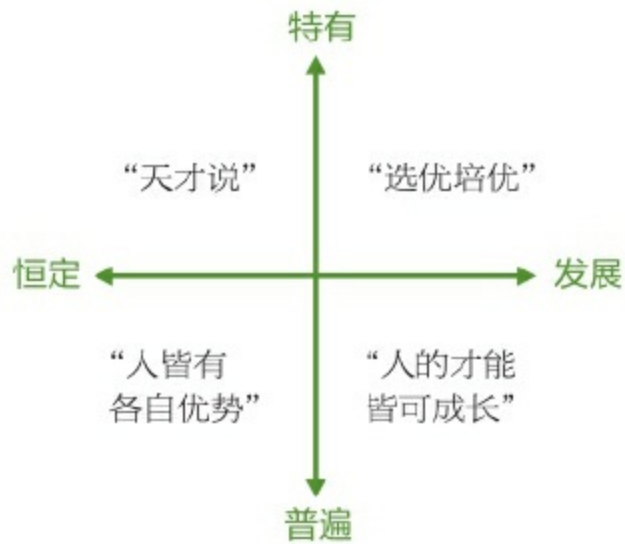 特有
“天才说”
“选优培优”
恒定
发展
“人皆有
各自优势”
“人的才能
皆可成长”
普遍